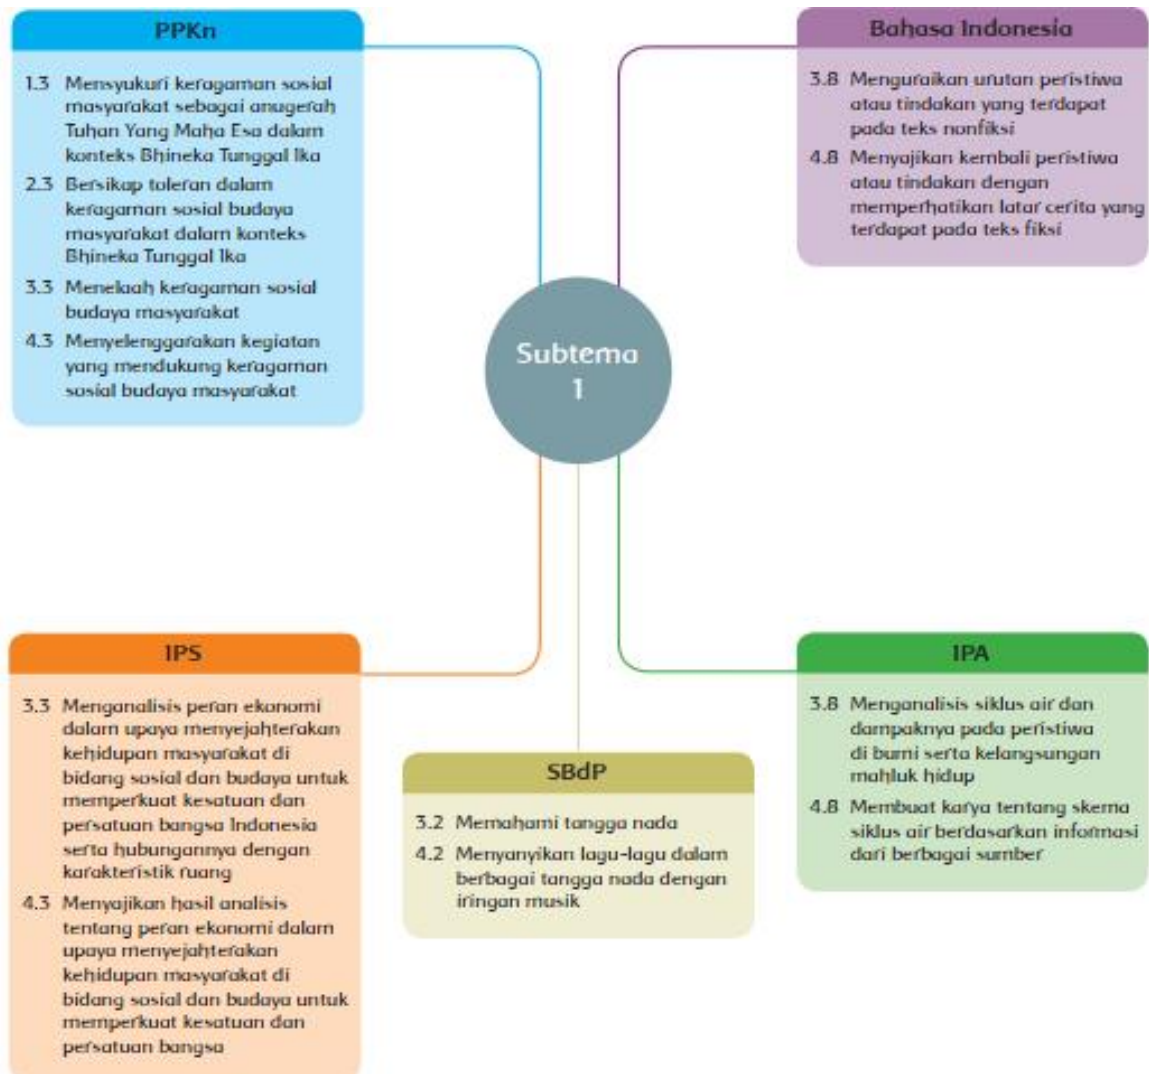 PPKn
1.3 Mensyukuri keragaman sosial
masyarakat sebagai anugerah
Tuhan Yang Maha Esa dalam
konteks Bhineka Tunggal Ika
2.3 Bersikap toleran dalam
keragaman sosial budaya
masyarakat dalam konteks
Bhineka Tunggal Ika
3.3 Menelaah keragaman sosial
budaya masyarakat
4.3 Menyelenggarakan kegiatan
yang mendukung keragaman
sosial budaya masyarakat
Bahasa Indonesia
3.8 Menguraikan urutan peristiwa
atau tindakan yang terdapat
pada teks nonfiksi
4.8 Menyajikan kembali peristiwa
atau tindakan dengan
memperhatikan latar cerita yang
terdapat pada teks fiksi
Subtema
1
IPS
3.3 Menganalisis peran ekonomi
dalam upaya menyejahterakan
kehidupan masyarakat di
bidang sosial dan budaya untuk
memperkuat kesatuan dan
persatuan bangsa Indonesia
serta hubungannya dengan
karakteristik ruang
4.3 Menyajikan hasil analisis
tentang peran ekonomi dalam
upaya menyejahterakan
kehidupan masyarakat di
bidang sosial dan budaya untuk
memperkuat kesatuan dan
persatuan bangsa
SBdP
3.2 Memahami tangga nada
4.2 Menyanyikan lagu-lagu dalam
berbagai tangga nada dengan
iringan musik
IPA
3.8 Menganalisis siklus air dan
dampaknya pada peristiwa
di bumi serta kelangsungan
mahluk hidup
4.8 Membuat karya tentang skema
siklus air berdasarkan informasi
dari berbagai sumber